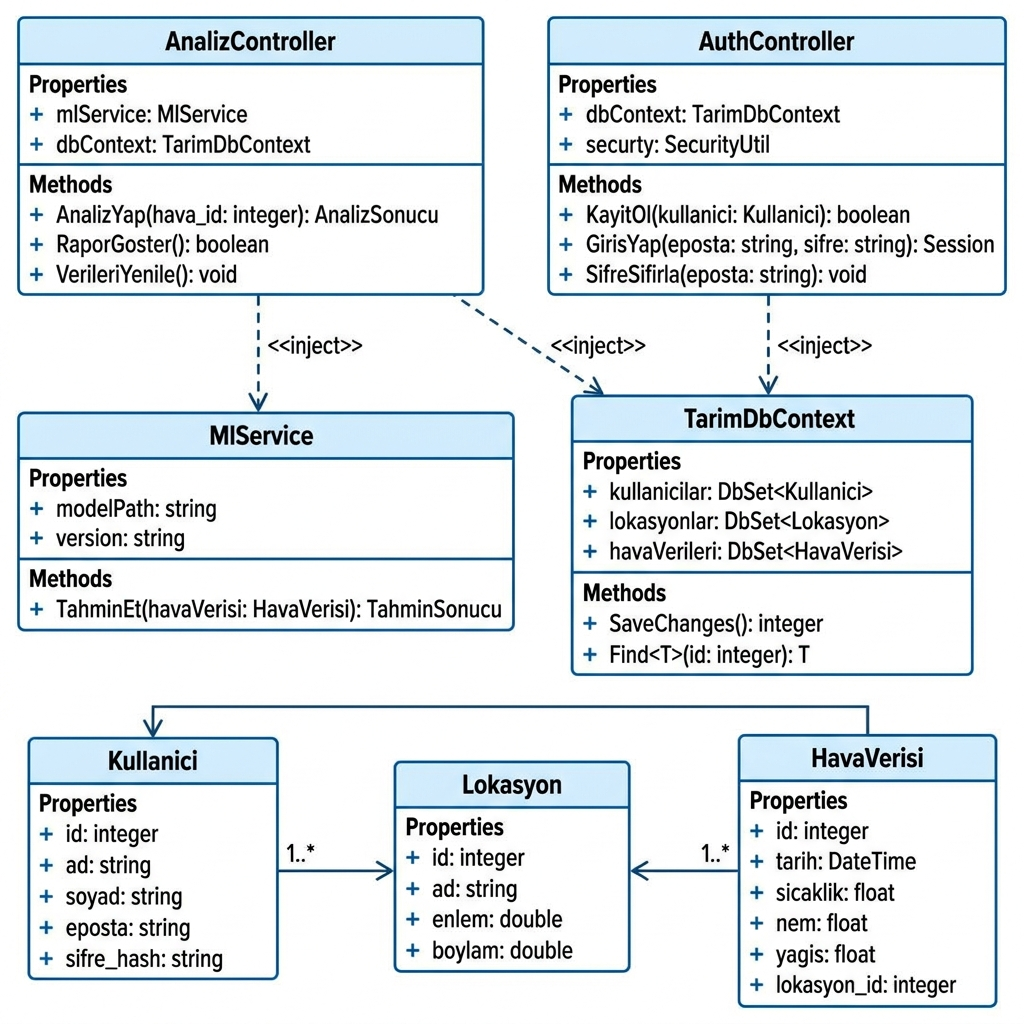 AnalizController
Properties
+ mlService: MlService
+ dbContext: TarimDbContext
Methods
+ AnalizYap(hava_id: integer): AnalizSonucu
+ RaporGoster(): boolean
+ VerileriYenile(): void
AuthController
Properties
+ dbContext: TarimDbContext
+ securty: SecurityUtil
Methods
+ KayitOl(kullanici: Kullanici): boolean
+ GirisYap(eposta: string, sifre: string): Session
+ SifreSifirla(eposta: string): void
<<inject>>
<<inject>>
<<inject>>
MlService
Properties
+ modelPath: string
+ version: string
Methods
+ TahminEt(havaVerisi: HavaVerisi): TahminSonucu
TarimDbContext
Properties
+ kullanicilar: DbSet<Kullanici>
+ lokasyonlar: DbSet<Lokasyon>
+ havaVerileri: DbSet<HavaVerisi>
Methods
+ SaveChanges(): integer
+ Find<T>(id: integer): T
Kullanici
Properties
+ id: integer
+ ad: string
+ soyad: string
+ eposta: string
+ sifre_hash: string
1..*
Lokasyon
Properties
+ id: integer
+ ad: string
+ enlem: double
+ boylam: double
1..*
HavaVerisi
Properties
+ id: integer
+ tarih: DateTime
+ sicaklik: float
+ nem: float
+ yagis: float
+ lokasyon_id: integer